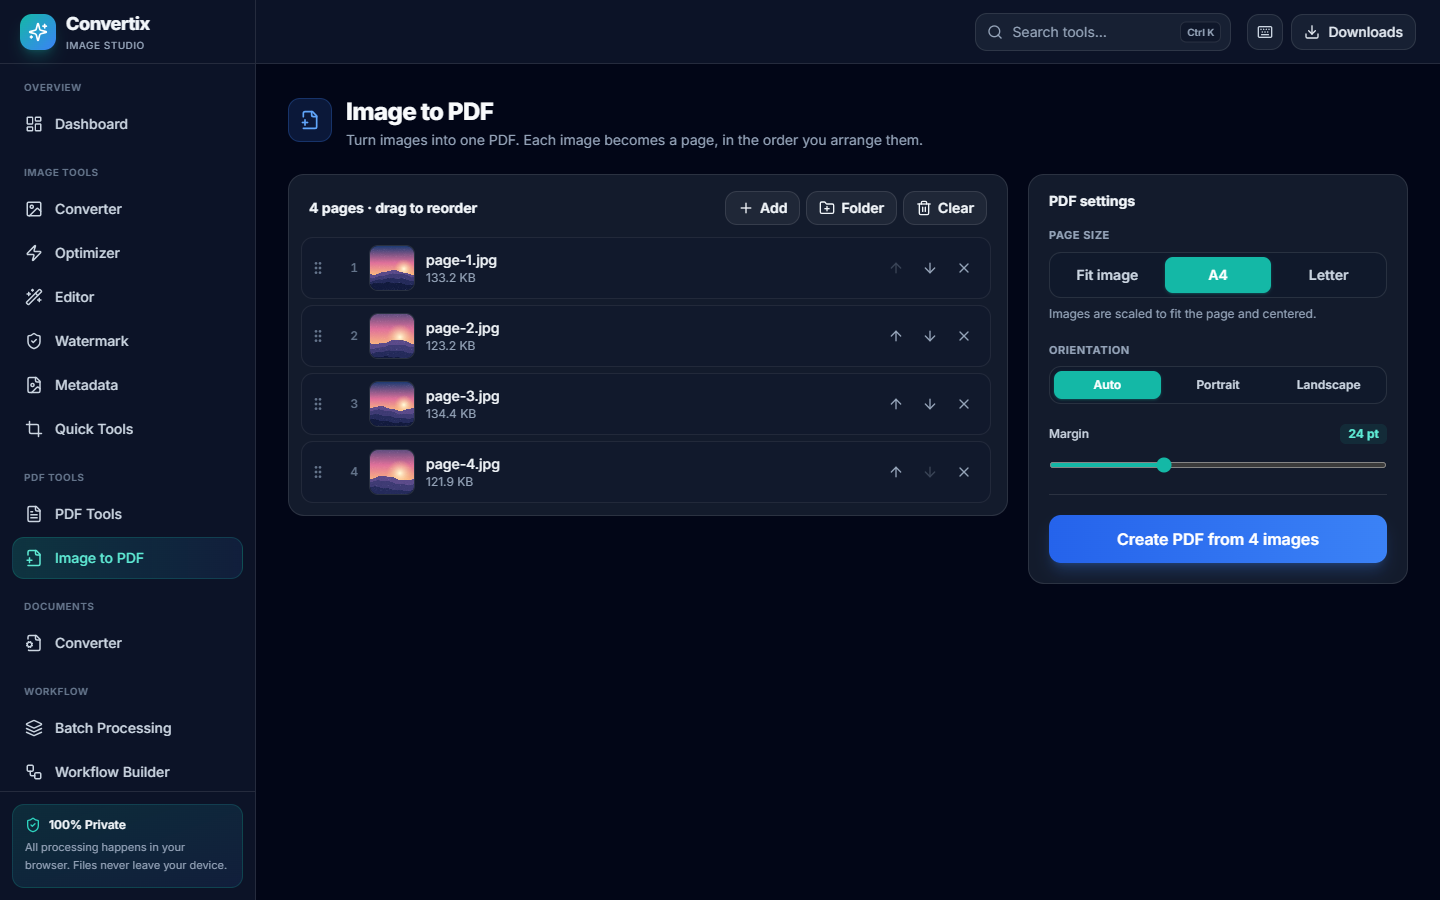 Convertix
IMAGE STUDIO
Search tools...
Ctrl K
Downloads
OVERVIEW
Dashboard
IMAGE TOOLS
Converter
Optimizer
Editor
Watermark
Metadata
Quick Tools
PDF TOOLS
PDF Tools
Image to PDF
DOCUMENTS
Converter
WORKFLOW
Batch Processing
Workflow Builder
100% Private
All processing happens in your
browser. Files never leave your device.
Image to PDF
Turn images into one PDF. Each image becomes a page, in the order you arrange them.
4 pages · drag to reorder
Add
Folder
Clear
1
page-1.jpg
133.2 KB
2
page-2.jpg
123.2 KB
3
page-3.jpg
134.4 KB
4
page-4.jpg
121.9 KB
PDF settings
PAGE SIZE
Fit image
A4
Letter
Images are scaled to fit the page and centered.
ORIENTATION
Auto
Portrait
Landscape
Margin
24 pt
Create PDF from 4 images